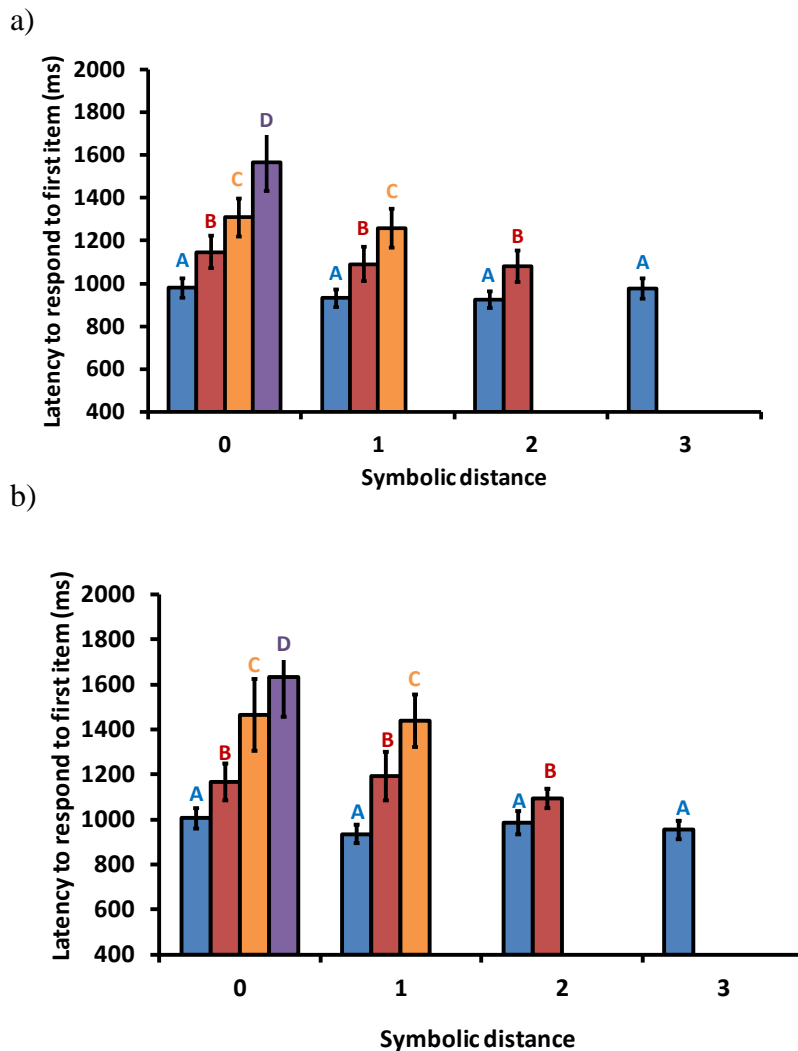 a)
Latency to respond to first item (ms)
2000
1800
1600
1400
1200
1000
800
600
400
A
B
C
D
A
B
C
A
B
A
0
1
2
3
Symbolic distance
b)
Latency to respond to first item (ms)
2000
1800
1600
1400
1200
1000
800
600
400
A
B
C
D
A
B
C
A
B
A
0
1
2
3
Symbolic distance